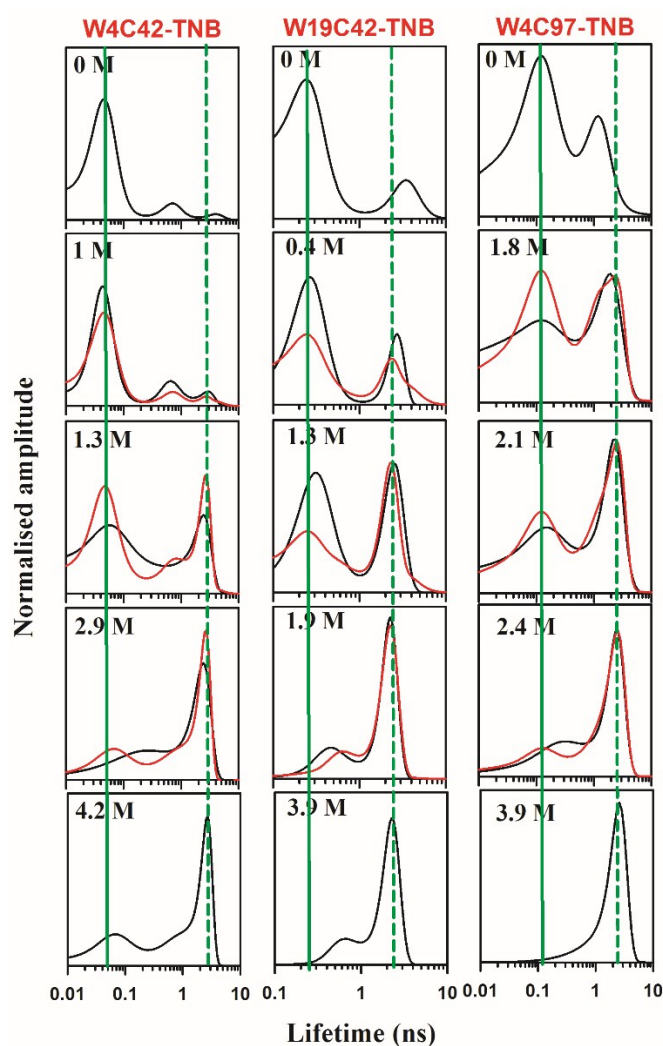 W4C42-TNB W19C42-TNB W4C97-TNB
0 M 0 M 0 M
1 M 0.4 M 1.8 M
1.3 M 1.3 M 2.1 M
2.9 M 1.9 M 2.4 M
4.2 M 3.9 M 3.9 M
Normalised amplitude
0.01 0.1 1 10 1 10 0.01 0.1 1 10
Lifetime (ns)